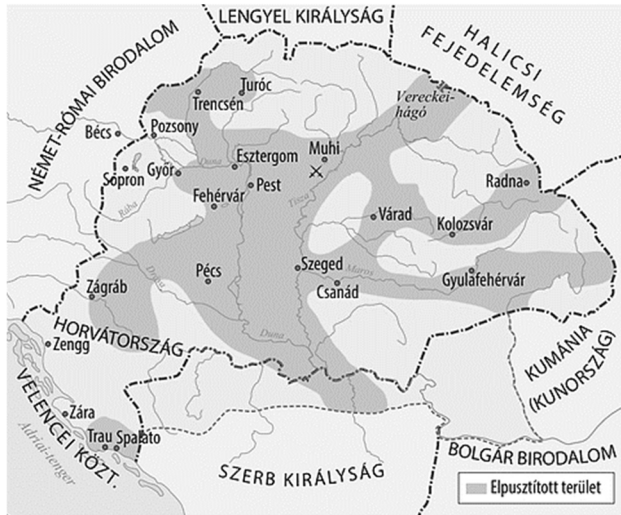 LENGYEL KIRÁLYSÁG
HALICSI
FEJEDELEMSÉG
NÉMET-RÓMAI BIRODALOM
Turóc
Trencsén
Vereckei-
hágó
Bécs
Pozsony
Muhi
Duna
Esztergom
Sopron
Győr
Pest
Radna
Rába
Fehérvár
Tisza
Várad
Kolozsvár
Szeged
Maros
Gyulafehérvár
Pécs
Csanád
Dráva
Zágráb
HORVÁTORSZÁG
Duna
Zengg
KUMÁNIA
(KUNORSZÁG)
VELENCEI KÖZT.
Zára
Adriai-tenger
Trau
Spalato
SZERB KIRÁLYSÁG
BOLGÁR BIRODALOM
Elpusztított terület